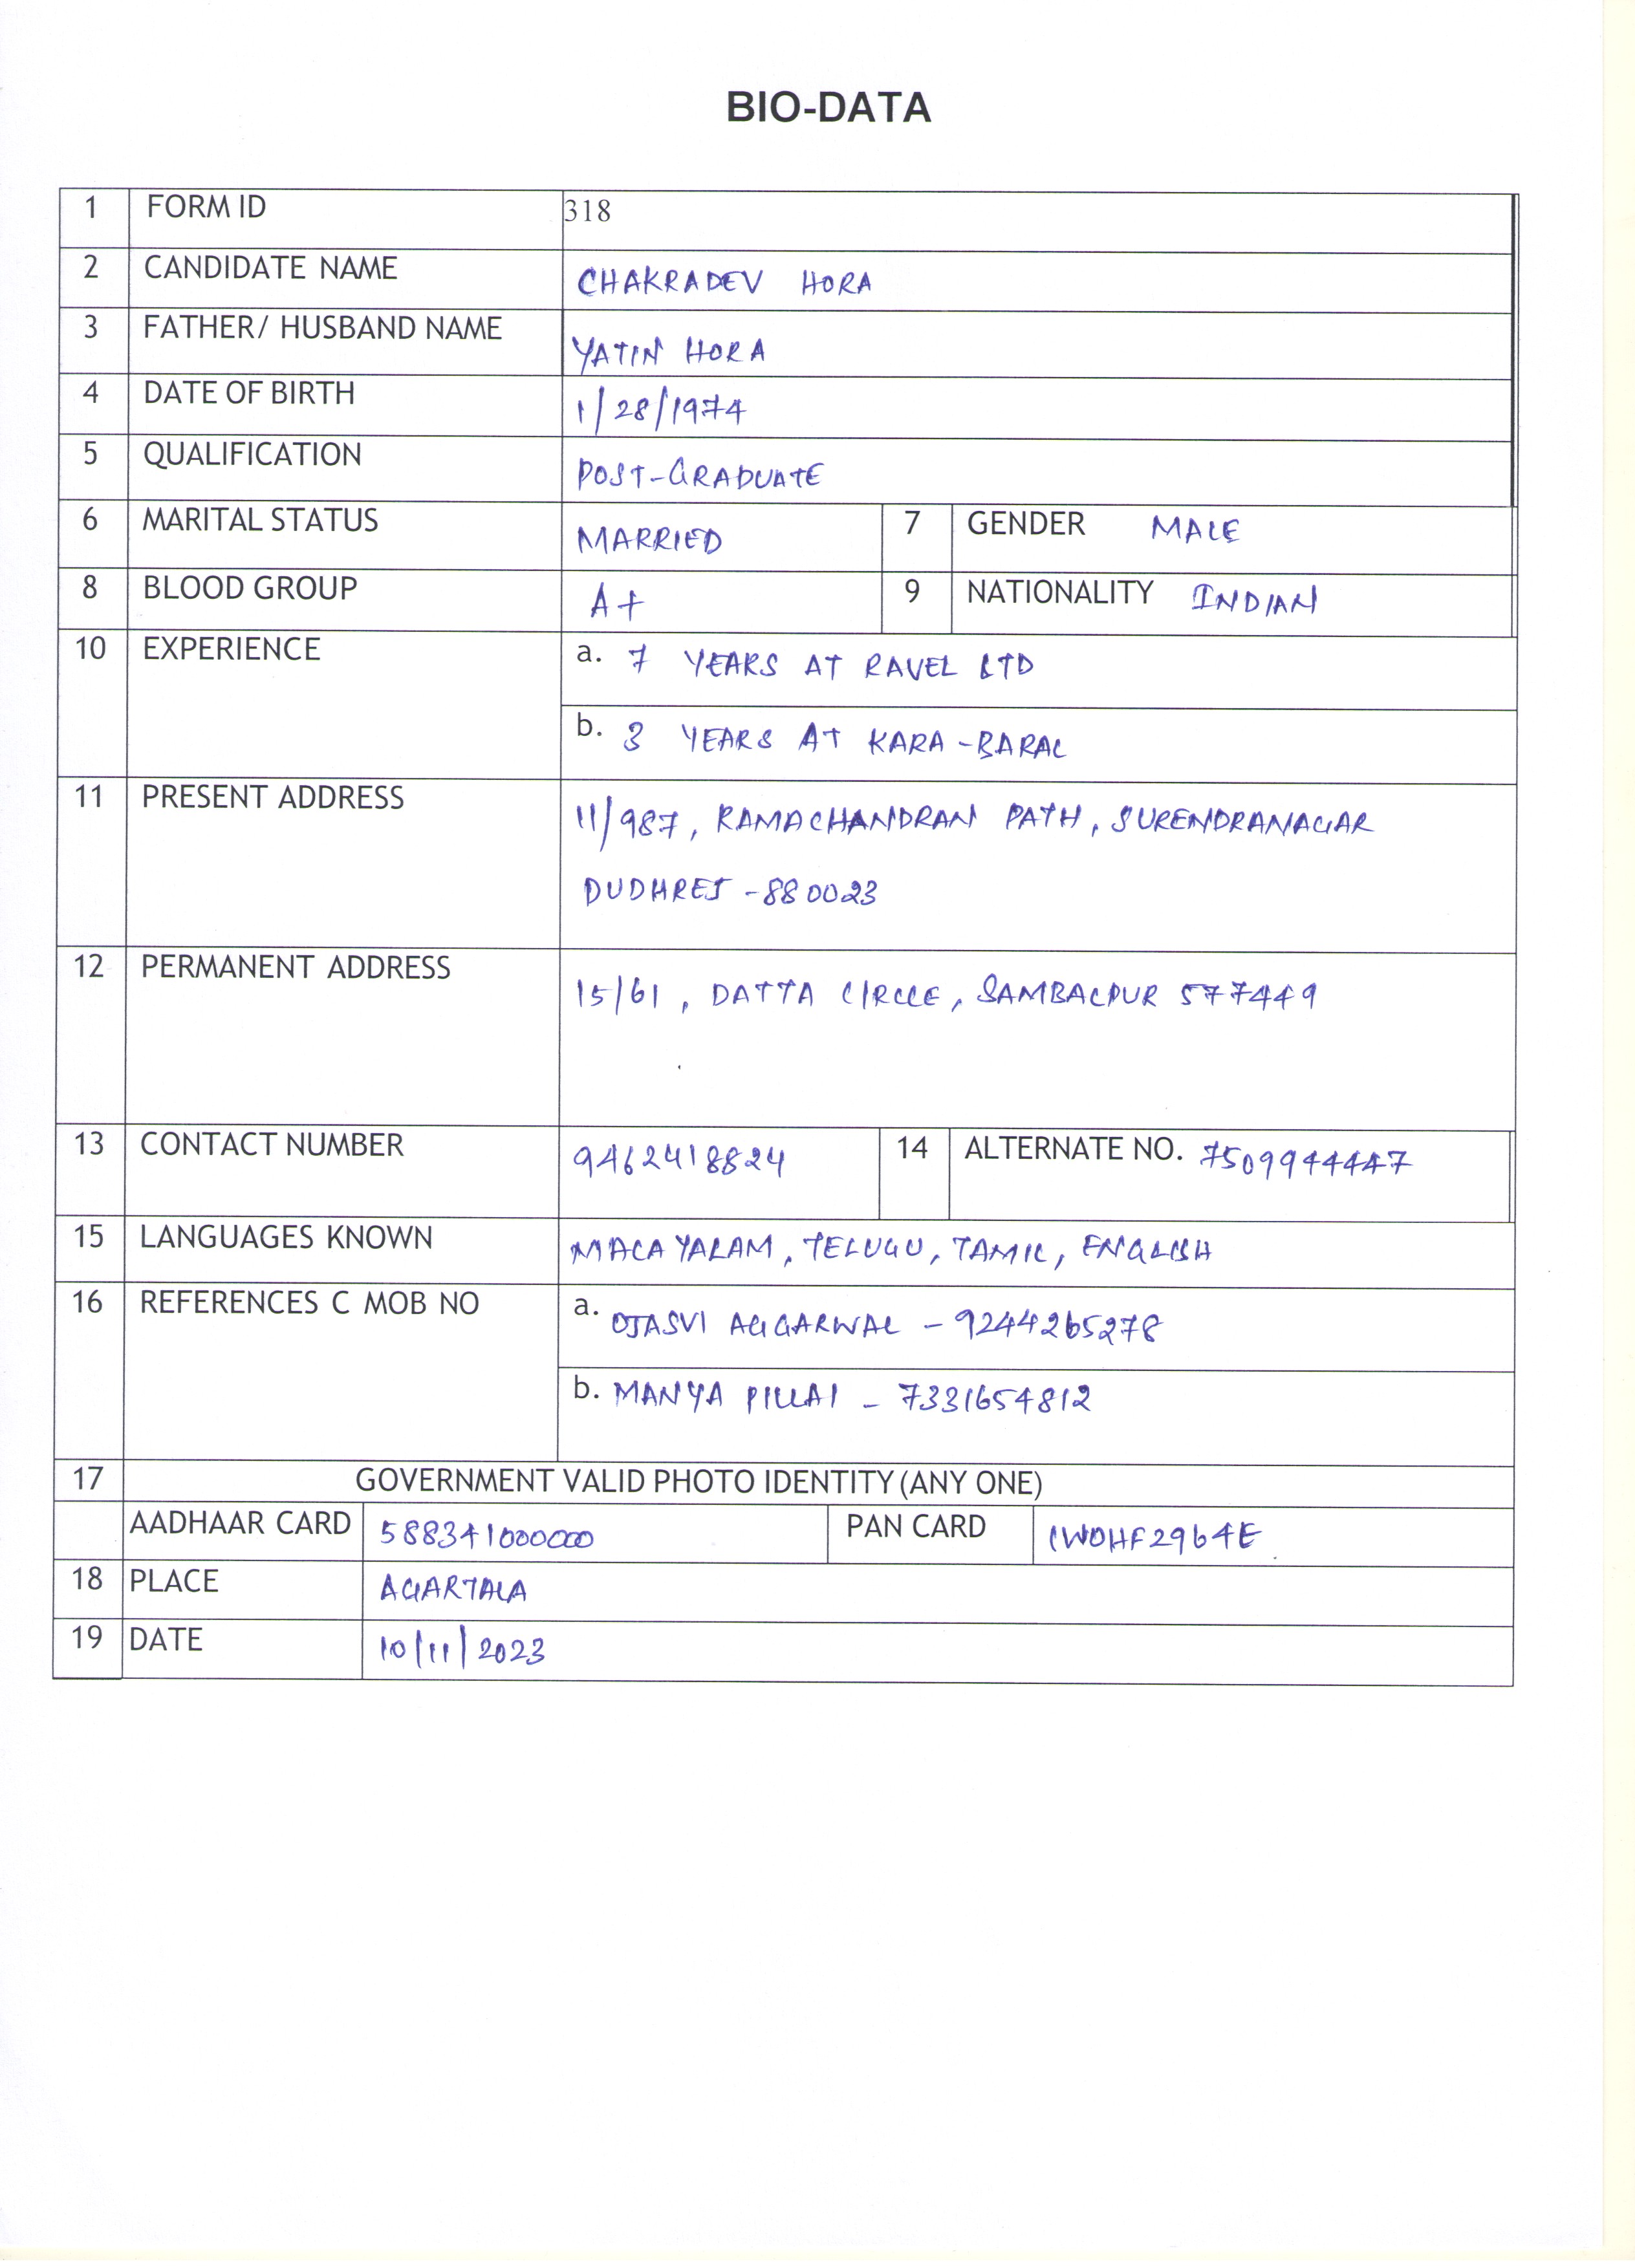 BIO-DATA
1 FORM ID 318
2 CANDIDATE NAME CHAKRADEV HORA
3 FATHER/ HUSBAND NAME YATIN HORA
4 DATE OF BIRTH 1/28/1974
5 QUALIFICATION POST-GRADUATE
6 MARITAL STATUS MARRIED 7 GENDER MALE
8 BLOOD GROUP A+ 9 NATIONALITY INDIAN
10 EXPERIENCE a. 7 YEARS AT RAVEL LTD
b. 3 YEARS AT KARA-BARAL
11 PRESENT ADDRESS 11/987, RAMACHANDRAN PATH, SURENDRANAGAR
DUDHREJ -880023
12 PERMANENT ADDRESS 15/61, DATTA CIRCLE, SAMBALPUR 577449
13 CONTACT NUMBER 9462418824 14 ALTERNATE NO. 7509944447
15 LANGUAGES KNOWN MALAYALAM, TELUGU, TAMIL, ENGLISH
16 REFERENCES C MOB NO a. OJASVI AGGARWAL - 9244265278
b. MANYA PILLAI - 7331654812
17 GOVERNMENT VALID PHOTO IDENTITY (ANY ONE)
AADHAAR CARD 588341000000 PAN CARD IWOHF2964E
18 PLACE AGARTALA
19 DATE 10/11/2023